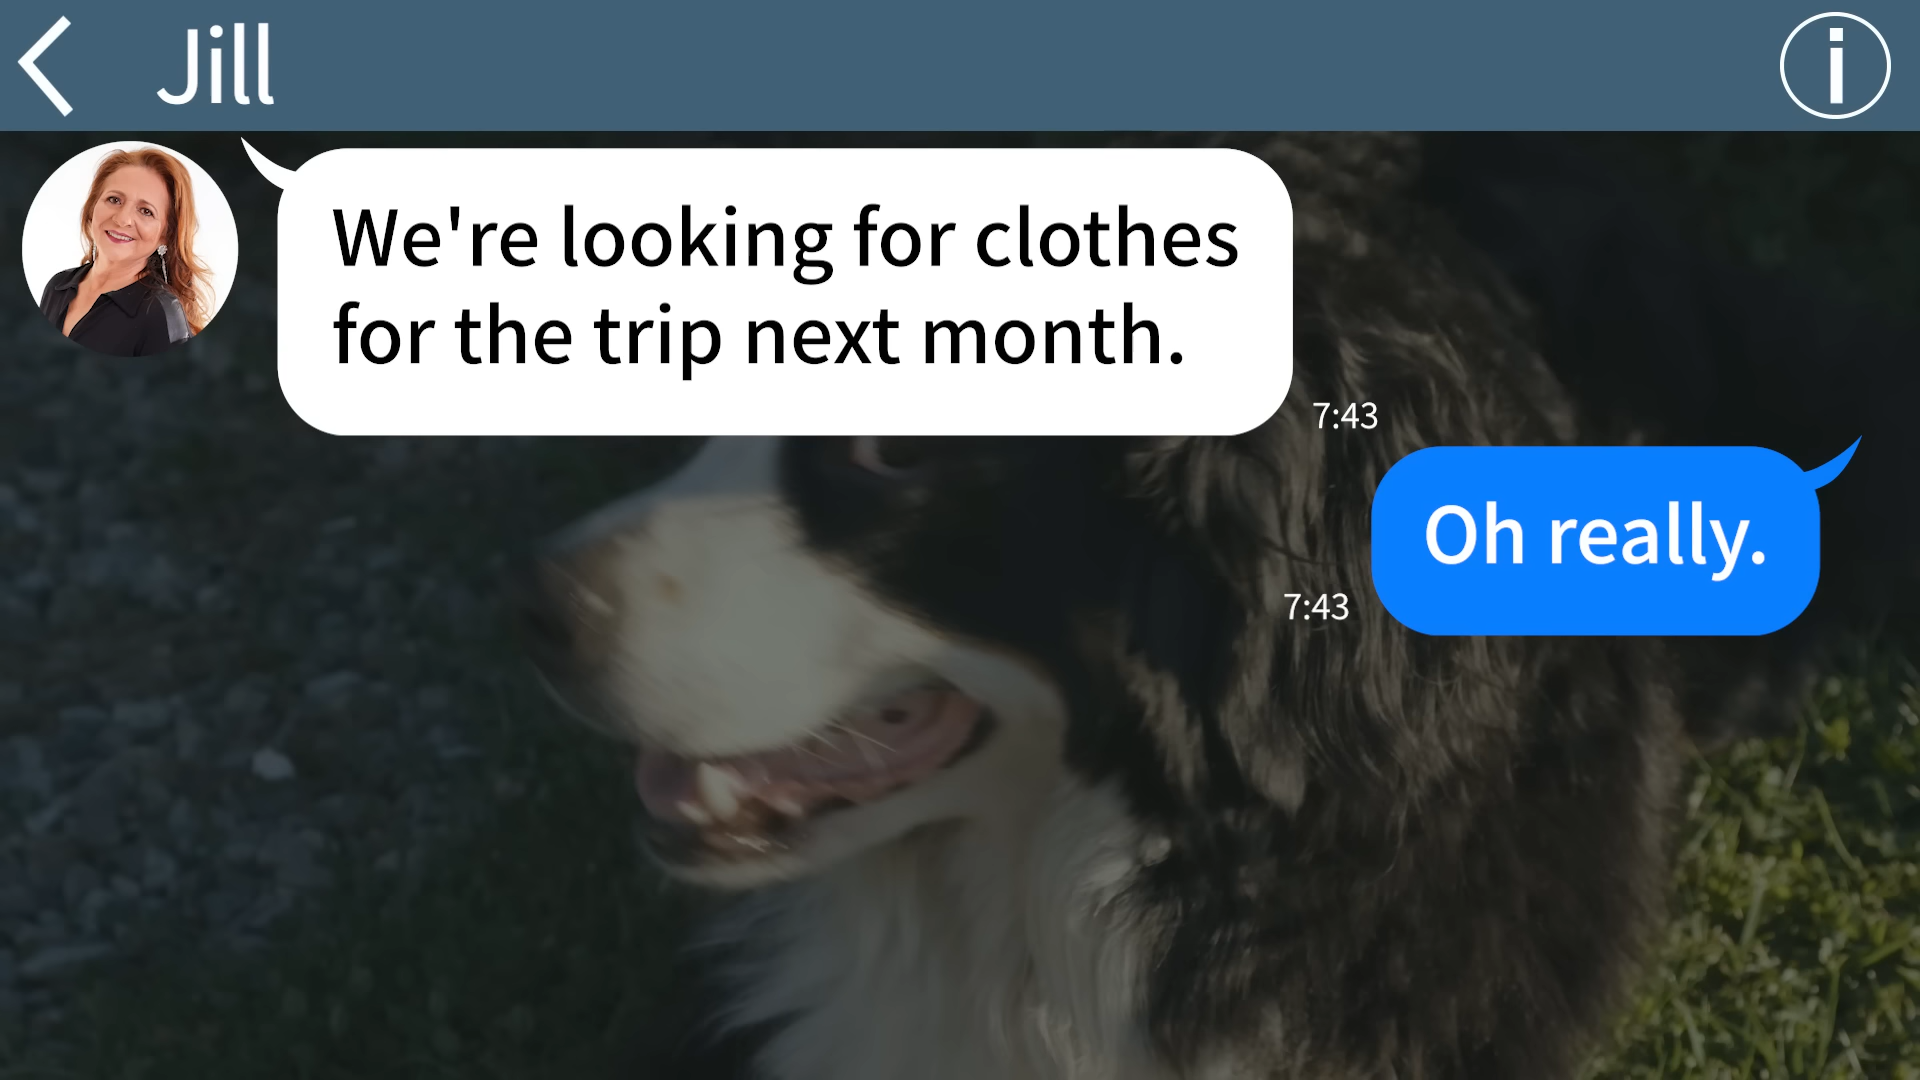 Jill
i
We're looking for clothes
for the trip next month.
7:43
Oh really.
7:43